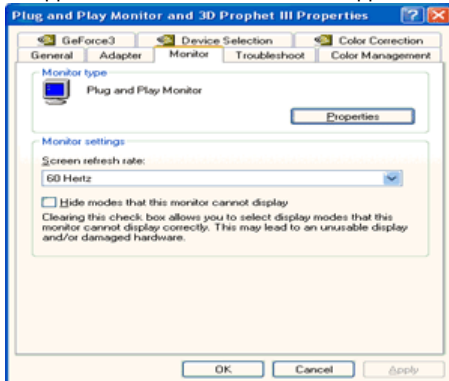 Plug and Play Monitor and 3D Prophet III Properties
GeForce3 Device Selection Color Correction
General Adapter Monitor Troubleshoot Color Management
Monitor type
Plug and Play Monitor
Properties
Monitor settings
Screen refresh rate:
60 Hertz
Hide modes that this monitor cannot display
Clearing this check box allows you to select display modes that this
monitor cannot display correctly. This may lead to an unusable display
and/or damaged hardware.
OK Cancel Apply